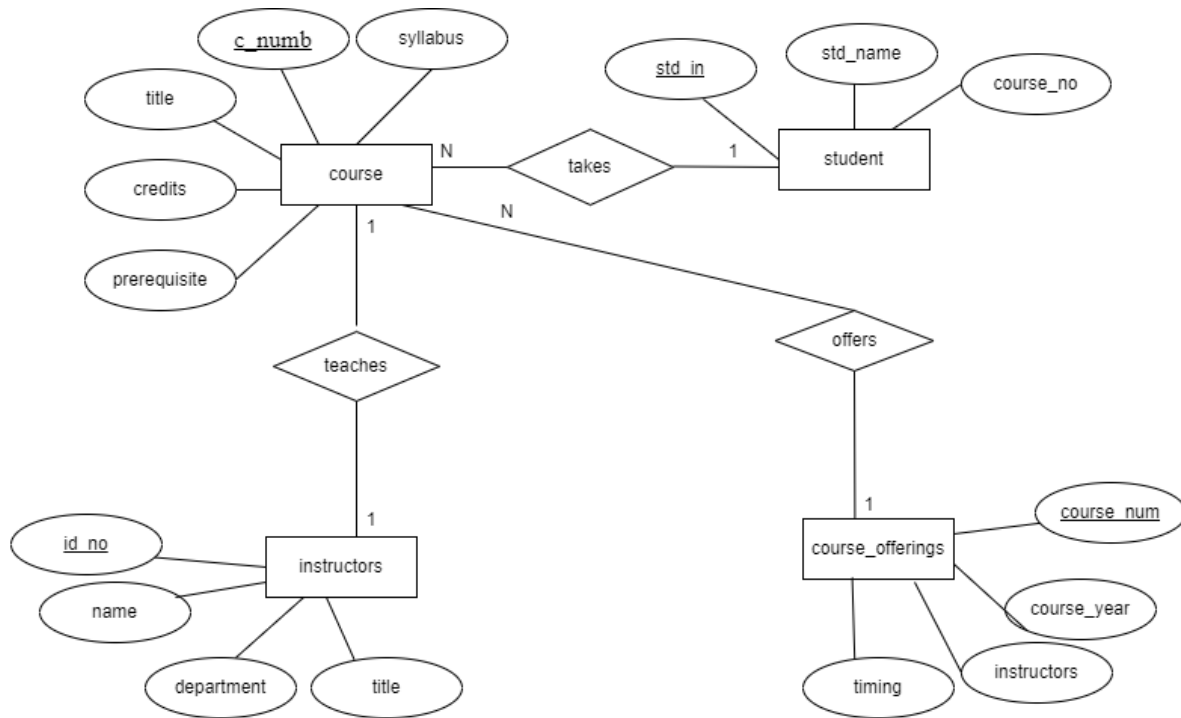 c_numb
syllabus
std_name
std_in
course_no
title
N
takes
1
student
course
credits
N
1
prerequisite
offers
teaches
1
course_num
1
id_no
course_offerings
instructors
name
course_year
instructors
department
title
timing